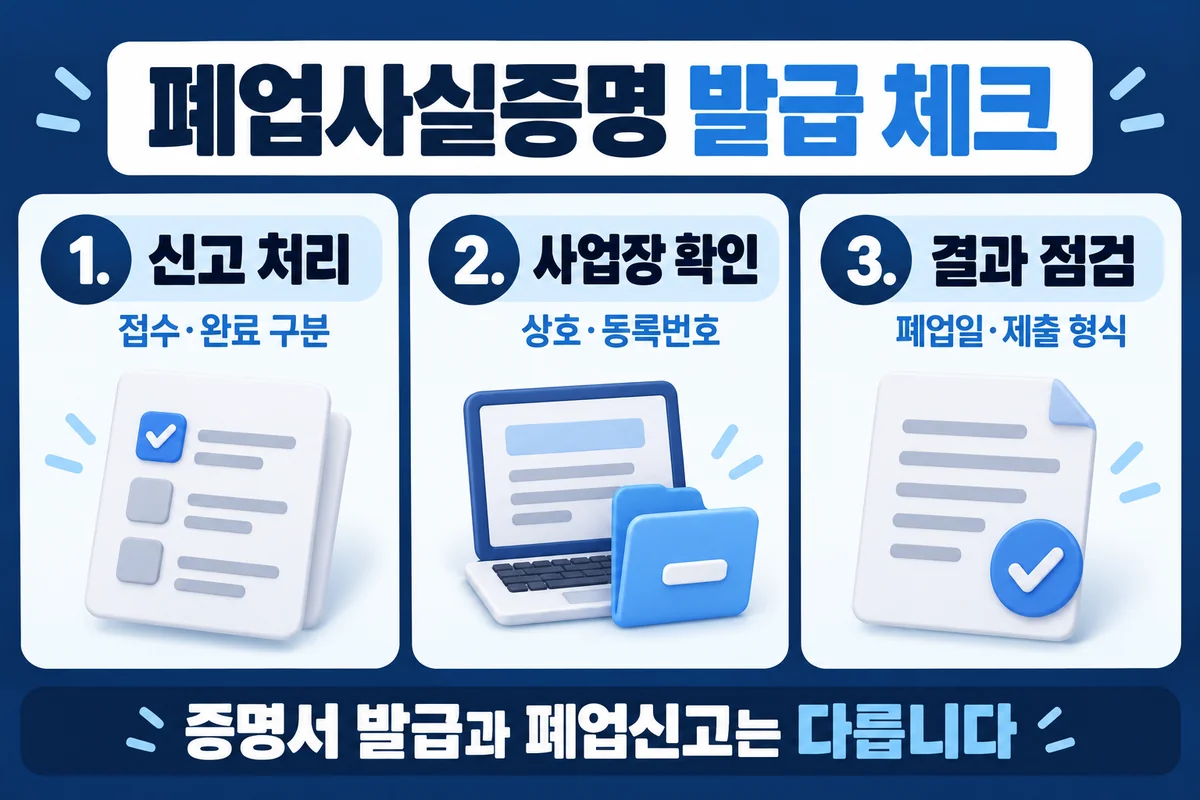 폐업사실증명 발급 체크
1. 신고 처리
접수·완료 구분
2. 사업장 확인
상호·동록번호
3. 결과 점검
폐업일·제출 형식
증명서 발급과 폐업신고는 다릅니다